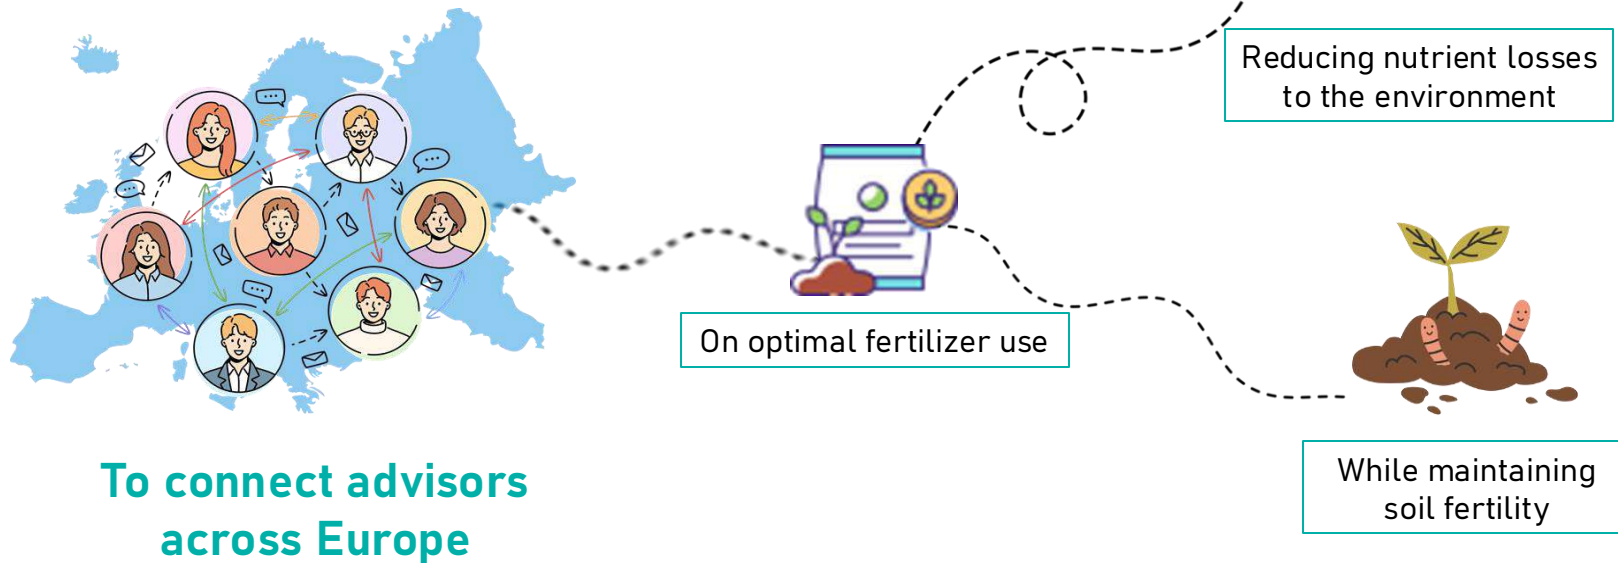 To connect advisors
across Europe
On optimal fertilizer use
Reducing nutrient losses
to the environment
While maintaining
soil fertility